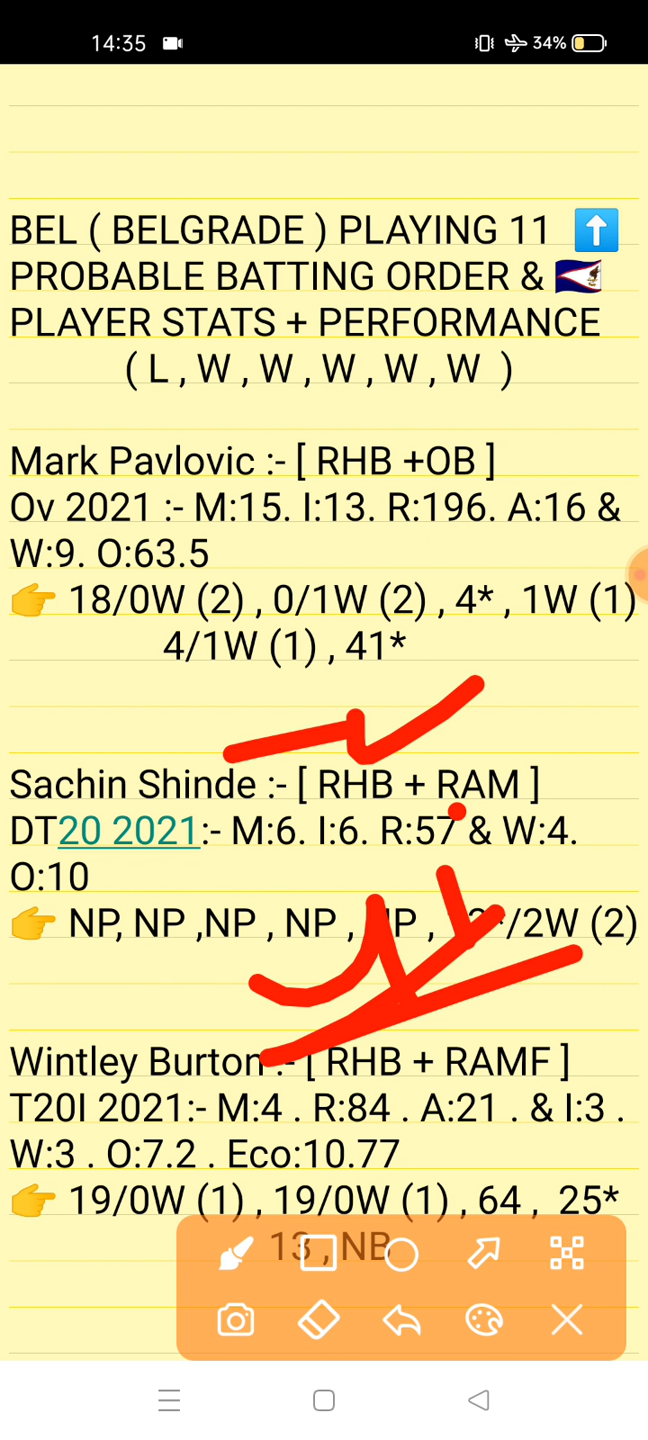 14:35 34%
BEL ( BELGRADE ) PLAYING 11 ⬆️
PROBABLE BATTING ORDER & 🇦🇸
PLAYER STATS + PERFORMANCE
( L , W , W , W , W , W )
Mark Pavlovic :- [ RHB +OB ]
Ov 2021 :- M:15. I:13. R:196. A:16 &
W:9. O:63.5
👉 18/0W (2) , 0/1W (2) , 4* , 1W (1)
4/1W (1) , 41*
Sachin Shinde :- [ RHB + RAM ]
DT20 2021:- M:6. I:6. R:57 & W:4.
O:10
👉 NP, NP ,NP , NP , NP , /2W (2)
Wintley Burton :- [ RHB + RAMF ]
T20I 2021:- M:4 . R:84 . A:21 . & I:3 .
W:3 . O:7.2 . Eco:10.77
👉 19/0W (1) , 19/0W (1) , 64 , 25*
13 , NB